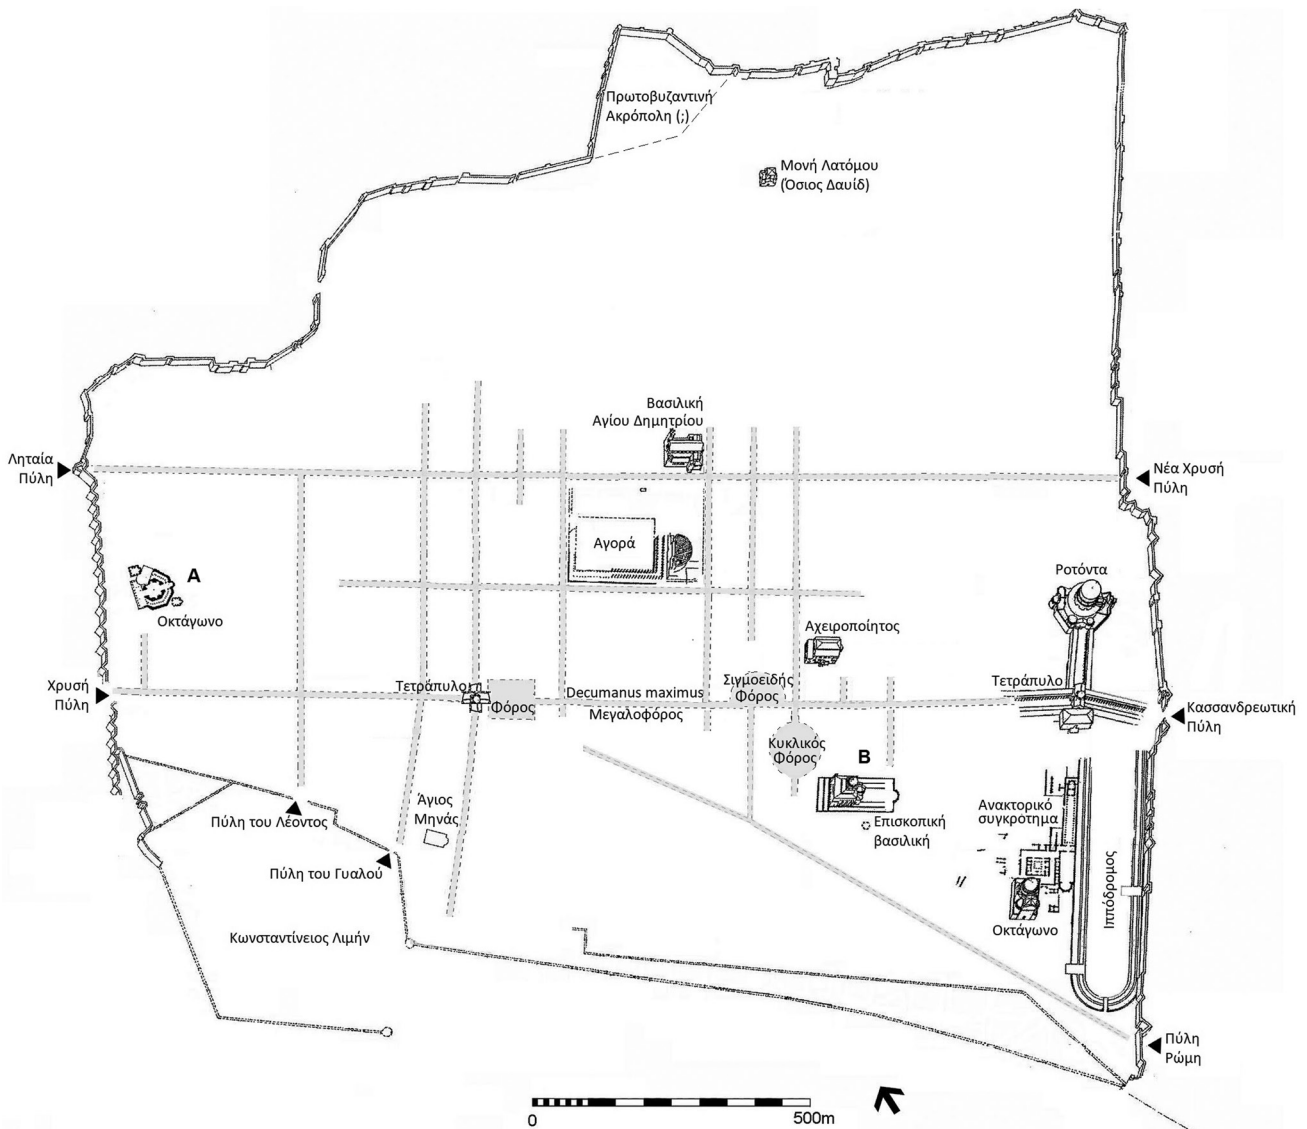 Πρωτοβυζαντινή
Ακρόπολη (;)
Μονή Λατόμου
(Όσιος Δαυίδ)
Βασιλική
Αγίου Δημητρίου
Ληταία
Πύλη
Νέα Χρυσή
Πύλη
Αγορά
A
Οκτάγωνο
Ροτόντα
Αχειροποίητος
Χρυσή
Πύλη
Τετράπυλο
Φόρος
Decumanus maximus
Μεγαλοφόρος
Σιγμοειδής
Φόρος
Τετράπυλο
Κασσανδρεωτική
Πύλη
Κυκλικός
Φόρος
B
Άγιος
Μηνάς
Πύλη του Λέοντος
Επισκοπική
βασιλική
Ανακτορικό
συγκρότημα
Πύλη του Γυαλού
Ιππόδρομος
Οκτάγωνο
Κωνσταντίνειος Λιμήν
Πύλη
Ρώμη
0
500m